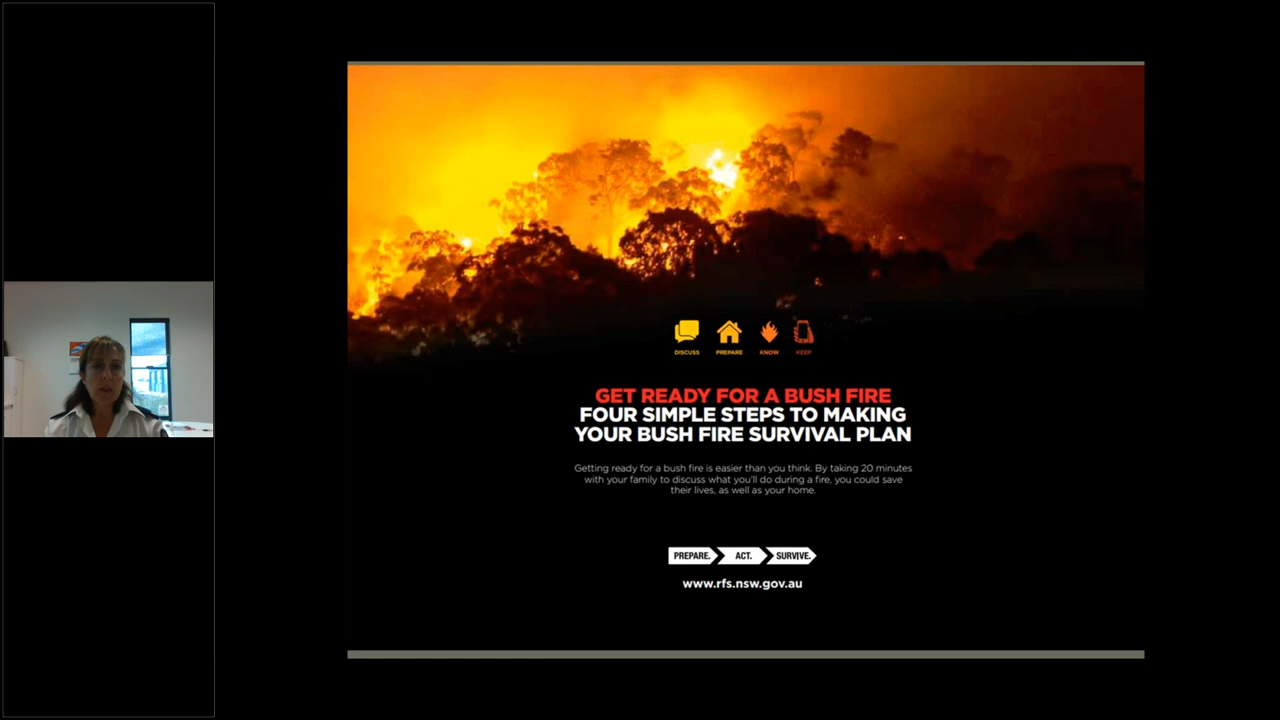 DISCUSS PREPARE KNOW KEEP
GET READY FOR A BUSH FIRE
FOUR SIMPLE STEPS TO MAKING
YOUR BUSH FIRE SURVIVAL PLAN
Getting ready for a bush fire is easier than you think. By taking 20 minutes
with your family to discuss what you'll do during a fire, you could save
their lives, as well as your home.
PREPARE. ACT. SURVIVE.
www.rfs.nsw.gov.au